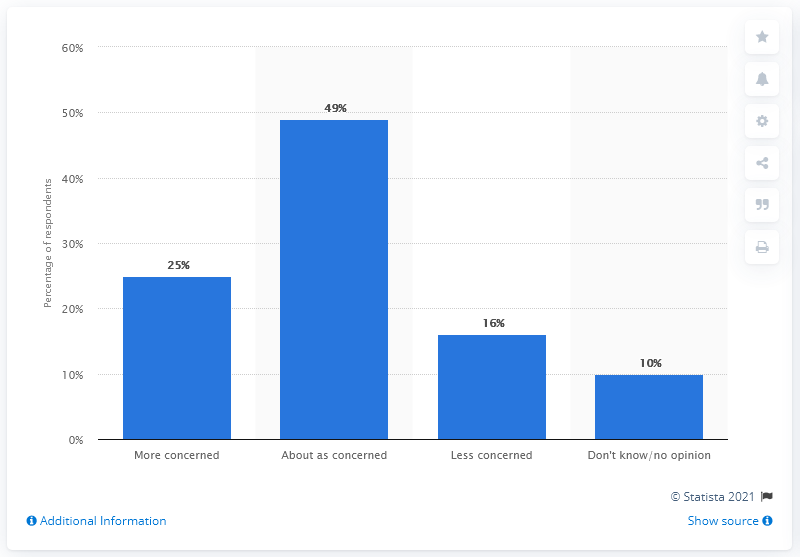 60%
50%
40%
30%
20%
10%
0%
Percentage of respondents
25%
49%
16%
10%
More concerned
About as concerned
Less concerned
Don't know/no opinion
© Statista 2021
Additional Information
Show source